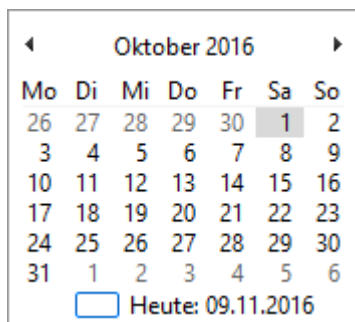 Oktober 2016
Mo Di Mi Do Fr Sa So
26 27 28 29 30 1 2
3 4 5 6 7 8 9
10 11 12 13 14 15 16
17 18 19 20 21 22 23
24 25 26 27 28 29 30
31 1 2 3 4 5 6
Heute: 09.11.2016